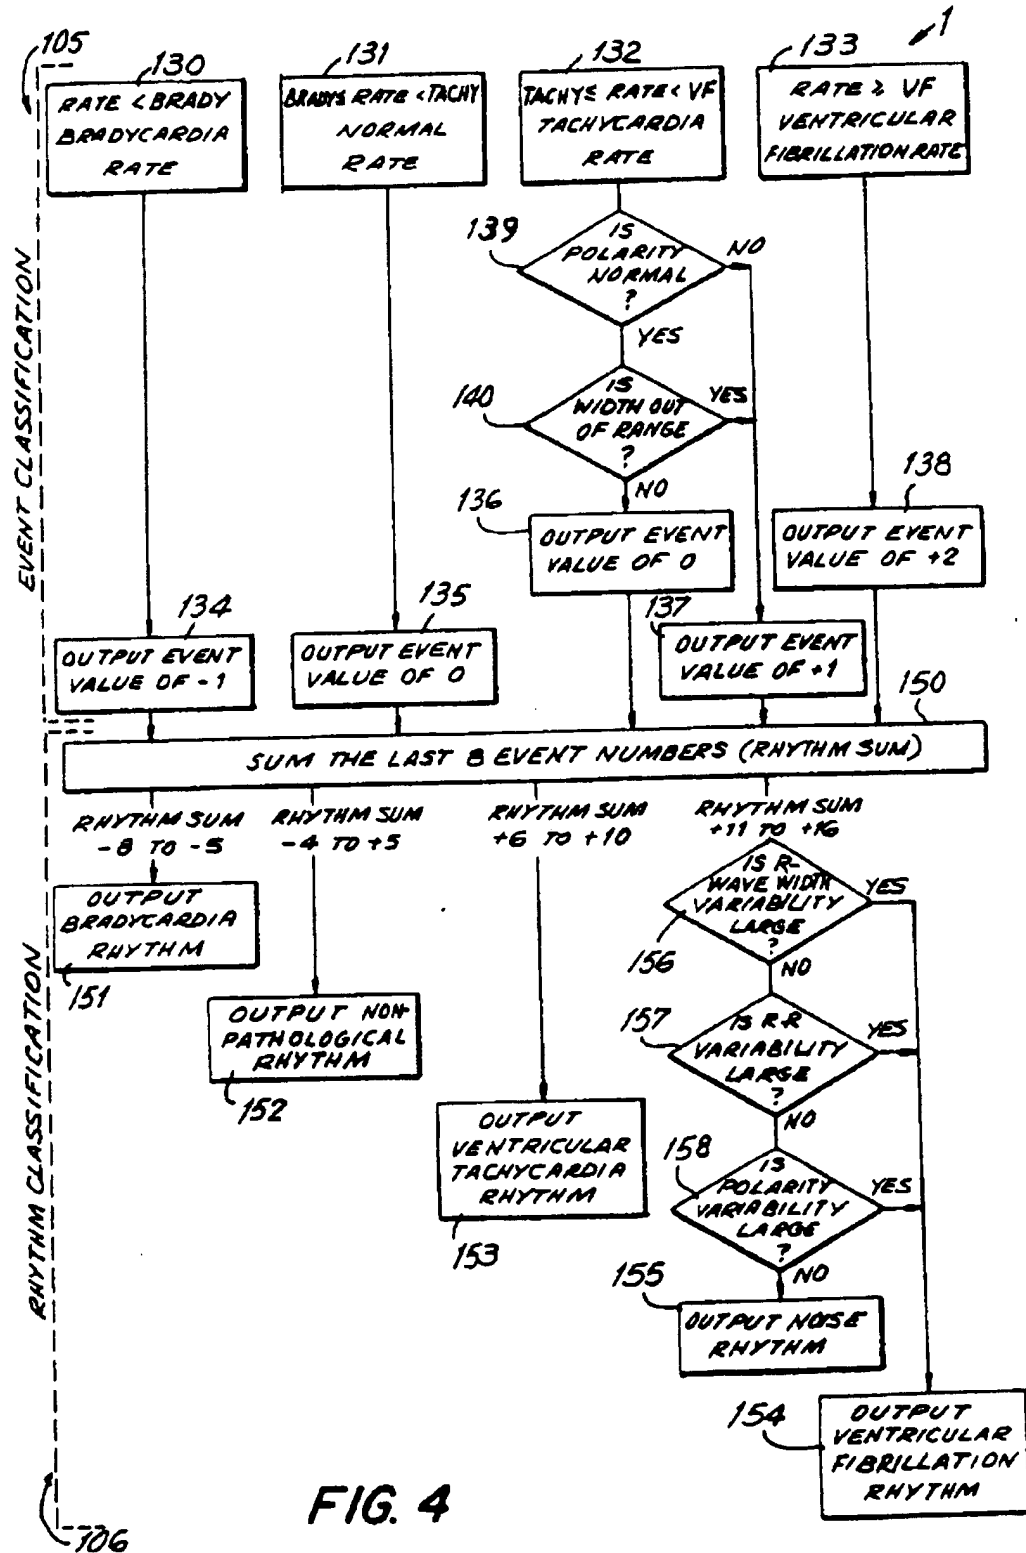 1
105
130
131
132
133
RATE < BRADY
BRADYCARDIA
RATE
BRADY≤ RATE < TACHY
NORMAL
RATE
TACHY≤ RATE < VF
TACHYCARDIA
RATE
RATE ≥ VF
VENTRICULAR
FIBRILLATION RATE
EVENT CLASSIFICATION
139
IS
POLARITY
NORMAL
?
NO
YES
140
IS
WIDTH OUT
OF RANGE
?
YES
NO
136
OUTPUT EVENT
VALUE OF 0
138
OUTPUT EVENT
VALUE OF +2
134
OUTPUT EVENT
VALUE OF -1
135
OUTPUT EVENT
VALUE OF 0
137
OUTPUT EVENT
VALUE OF +1
150
SUM THE LAST 8 EVENT NUMBERS (RHYTHM SUM)
RHYTHM SUM
-8 TO -5
RHYTHM SUM
-4 TO +5
RHYTHM SUM
+6 TO +10
RHYTHM SUM
+11 TO +16
RHYTHM CLASSIFICATION
OUTPUT
BRADYCARDIA
RHYTHM
151
OUTPUT NON-
PATHOLOGICAL
RHYTHM
152
OUTPUT
VENTRICULAR
TACHYCARDIA
RHYTHM
153
IS R-
WAVE WIDTH
VARIABILITY
LARGE
?
YES
156
NO
157
IS R-R
VARIABILITY
LARGE
?
YES
NO
158
IS
POLARITY
VARIABILITY
LARGE
?
YES
NO
155
OUTPUT NOISE
RHYTHM
154
OUTPUT
VENTRICULAR
FIBRILLATION
RHYTHM
106
FIG. 4